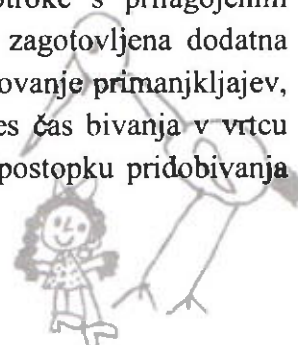 otroke s prilagojenim
zagotovljena dodatna
ovanje primanjkljajev,
es čas bivanja v vrtcu
postopku pridobivanja